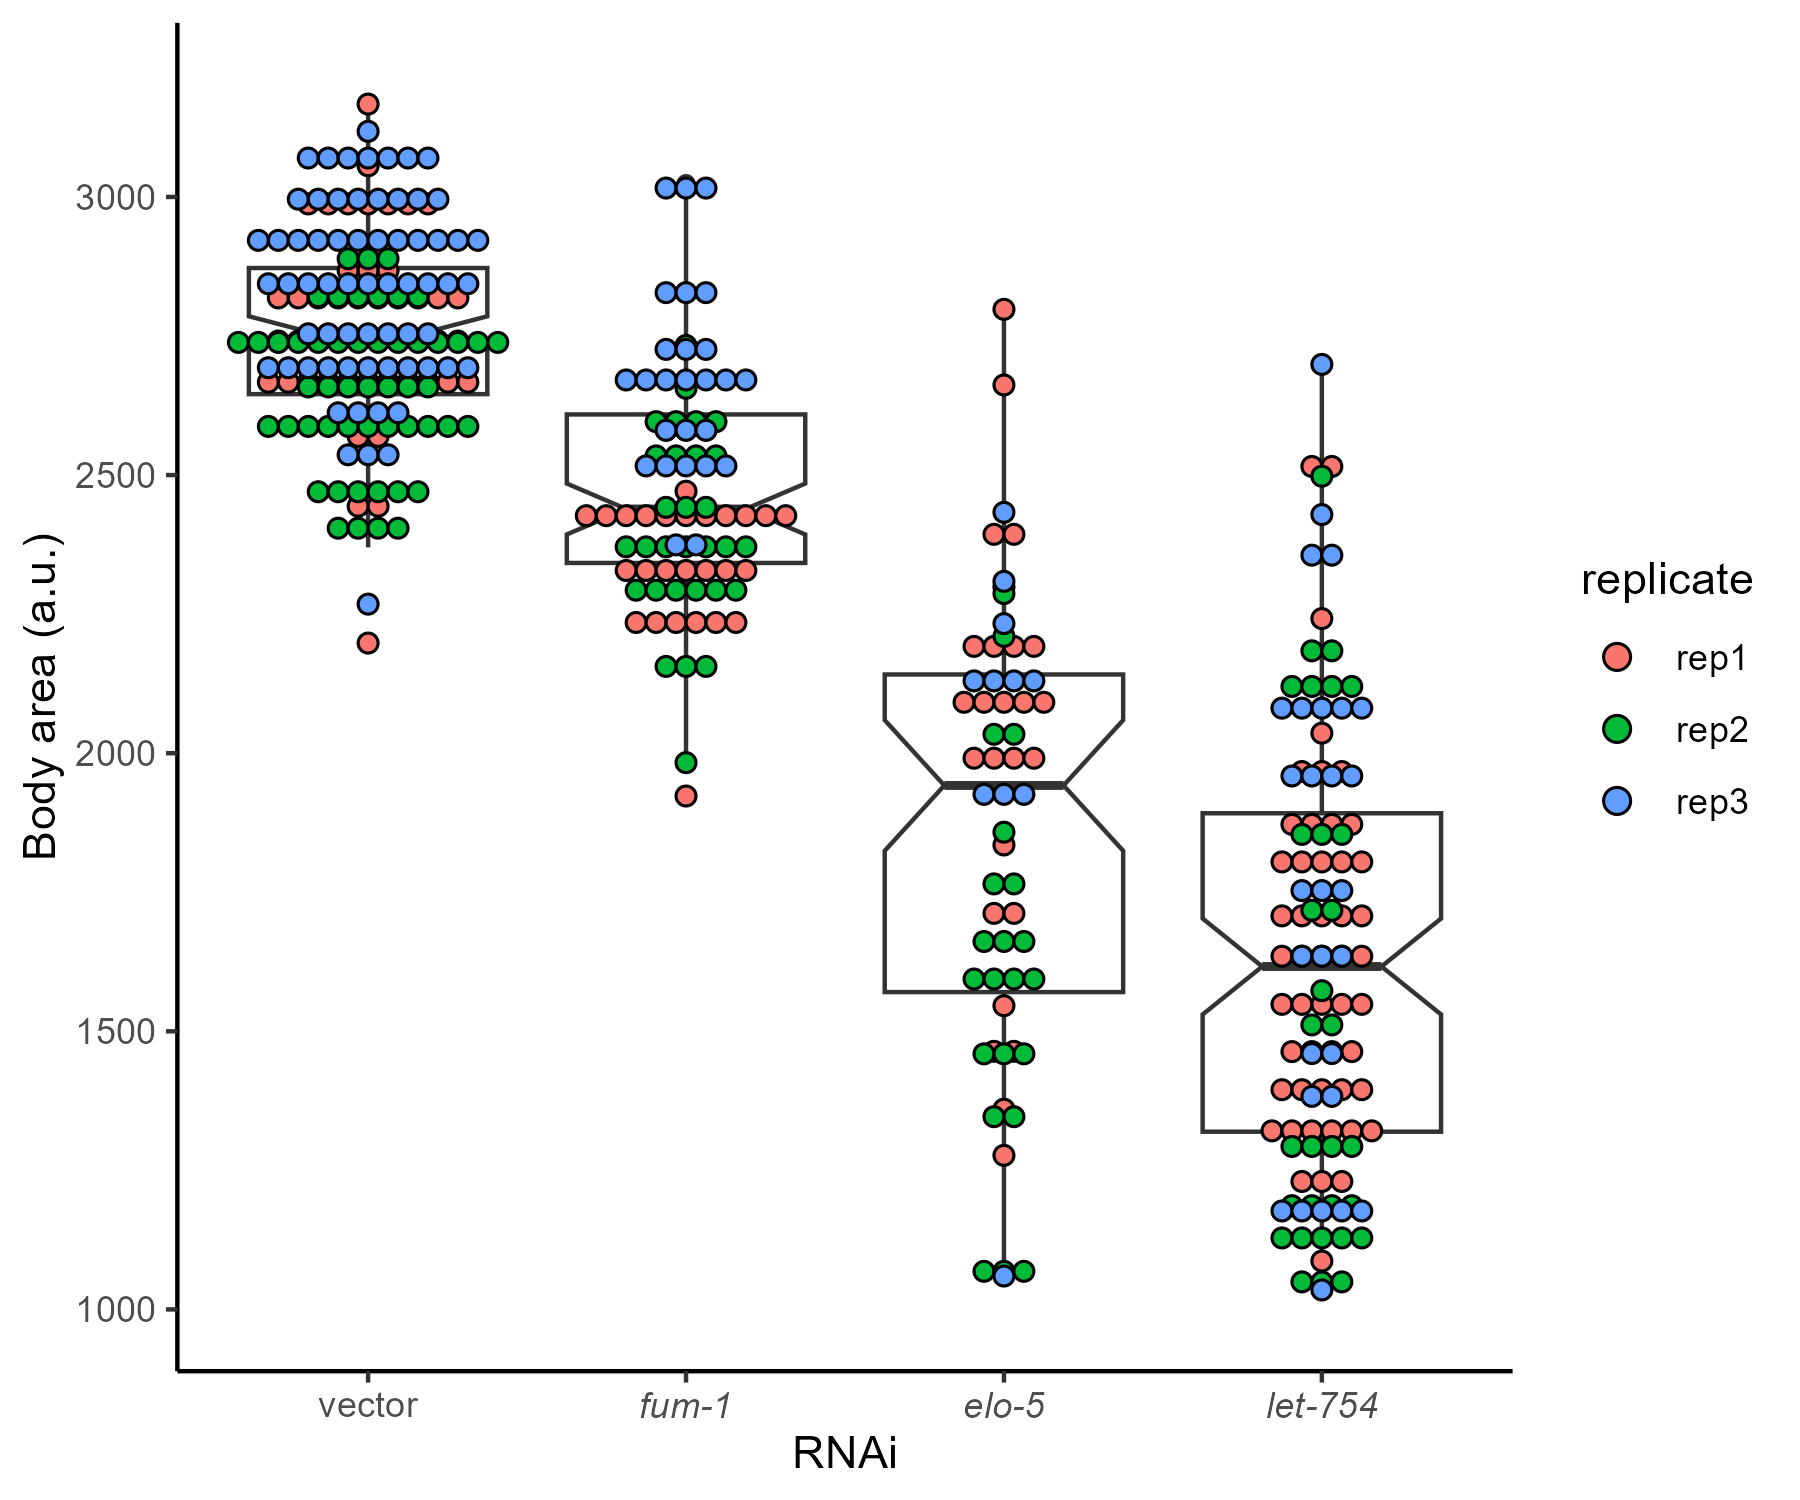 Body area (a.u.)
3000
2500
2000
1500
1000
vector
fum-1
elo-5
let-754
RNAi
replicate
rep1
rep2
rep3